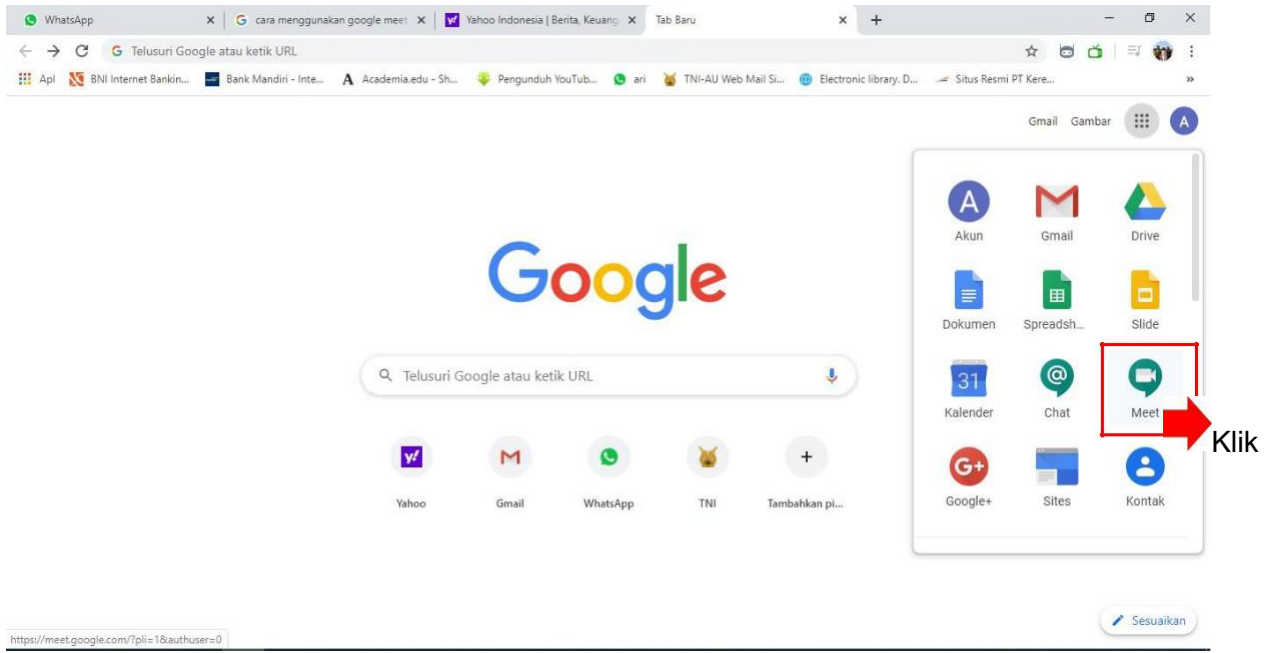 WhatsApp
cara menggunakan google meet
Yahoo Indonesia | Berita, Keuang
Tab Baru
Telusuri Google atau ketik URL
Apl
BNI Internet Bankin...
Bank Mandiri - Inte...
Academia.edu - Sh...
Pengunduh YouTub...
ari
TNI-AU Web Mail Si...
Electronic library. D...
Situs Resmi PT Kere...
»
Gmail Gambar A
A
Akun Gmail Drive
Google
Dokumen Spreadsh... Slide
Telusuri Google atau ketik URL
31
Kalender Chat Meet
Klik
G+
Google+ Sites Kontak
Yahoo Gmail WhatsApp TNI Tambahkan pi...
Sesuaikan
https://meet.google.com/?pli=1&authuser=0